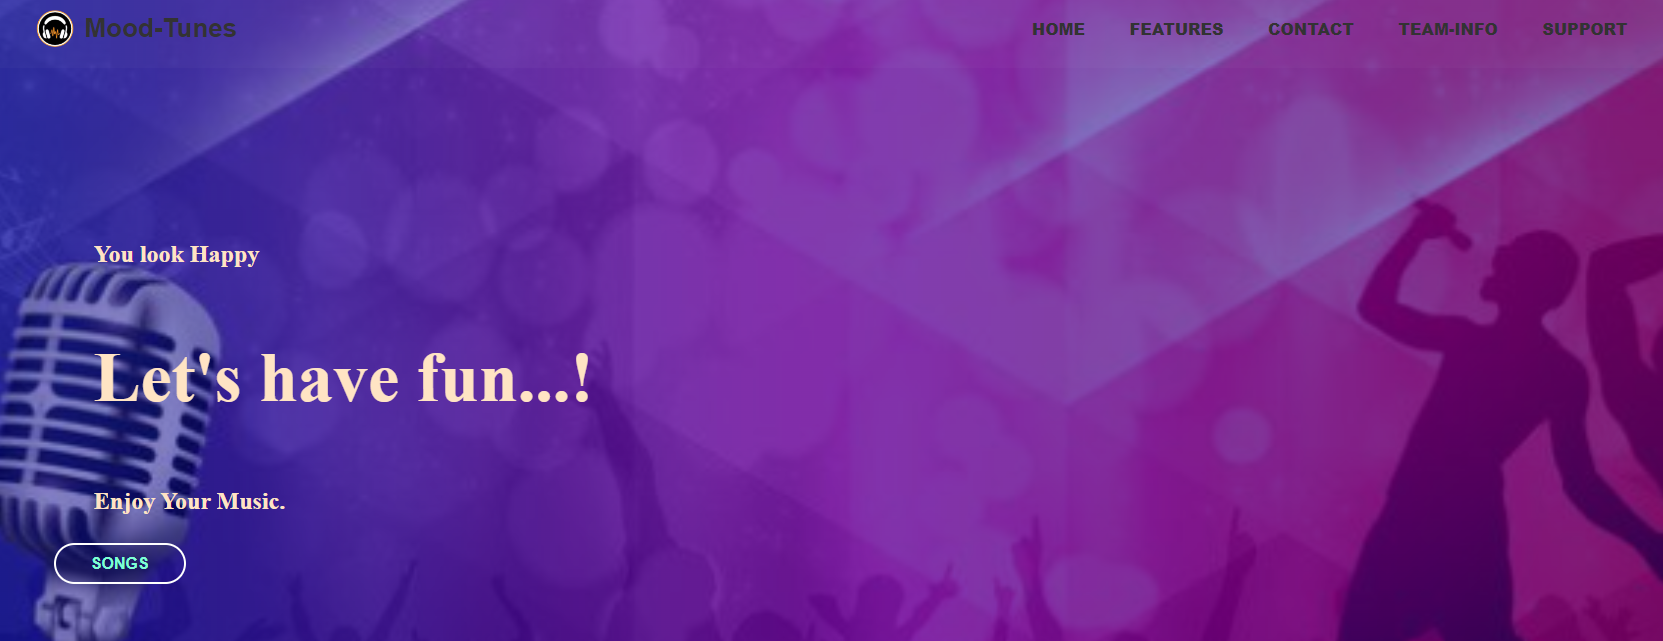 Mood-Tunes
HOME FEATURES CONTACT TEAM-INFO SUPPORT
You look Happy
Let's have fun...!
Enjoy Your Music.
SONGS